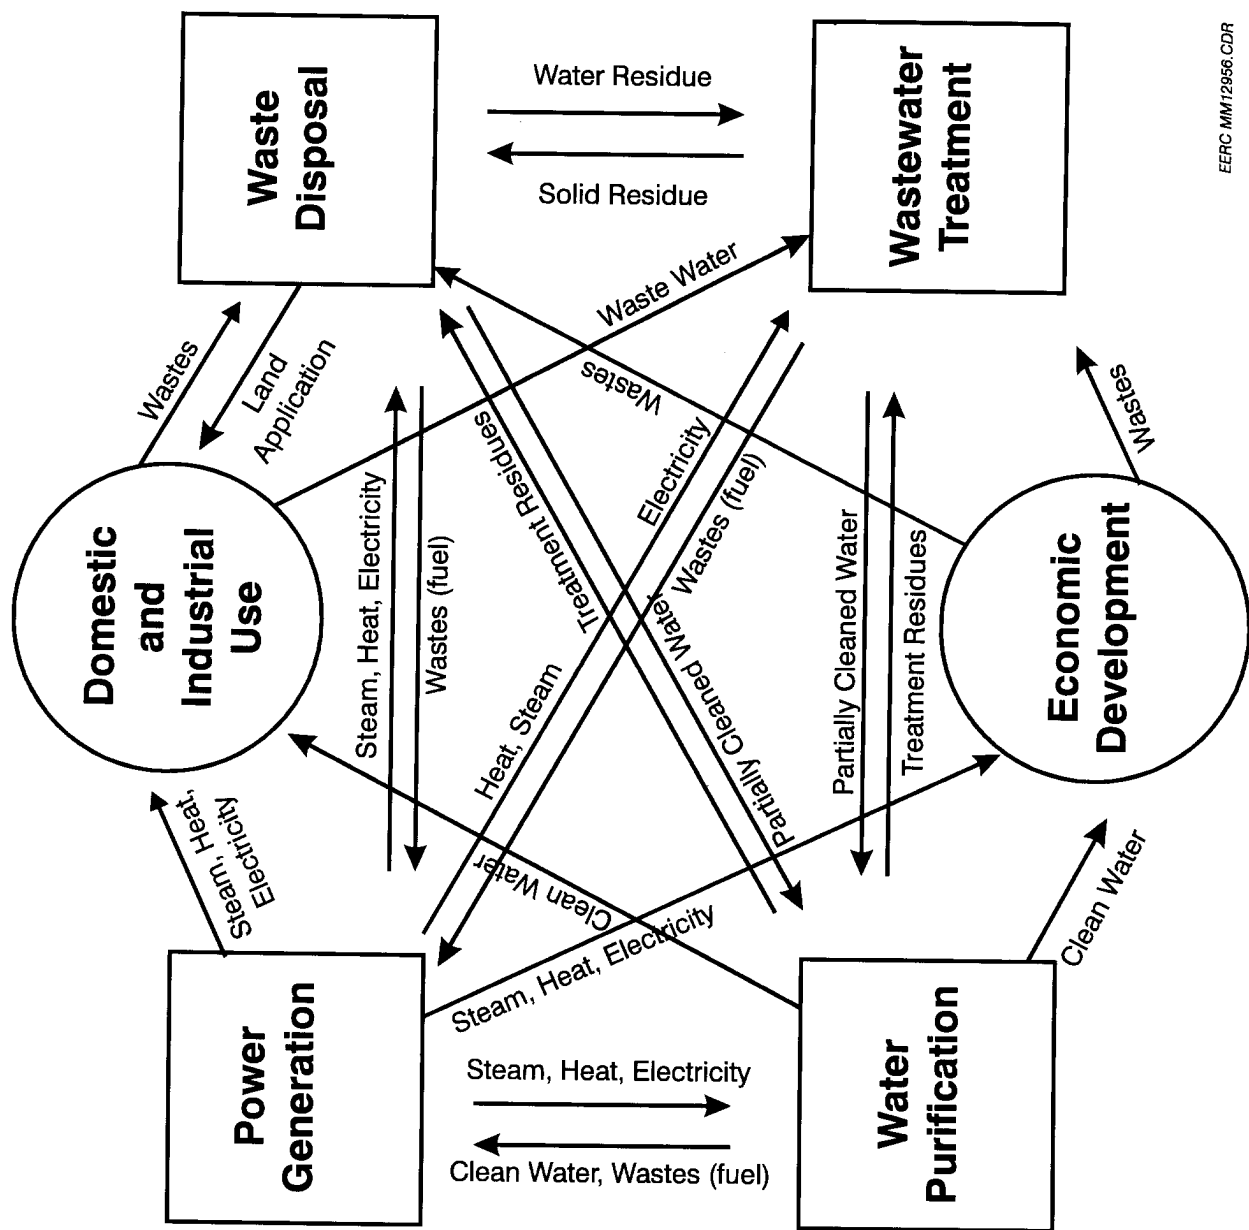 Waste
Disposal
Water Residue
Solid Residue
Wastewater
Treatment
EERC MM12956.CDR
Wastes
Land
Application
Waste Water
Wastes
Wastes
Domestic
and
Industrial
Use
Steam, Heat, Electricity
Wastes (fuel)
Treatment Residues
Electricity
Heat, Steam
Partially Cleaned Water, Wastes (fuel)
Partially Cleaned Water
Treatment Residues
Economic
Development
Steam, Heat,
Electricity
Clean Water
Steam, Heat, Electricity
Clean Water
Power
Generation
Steam, Heat, Electricity
Clean Water, Wastes (fuel)
Water
Purification